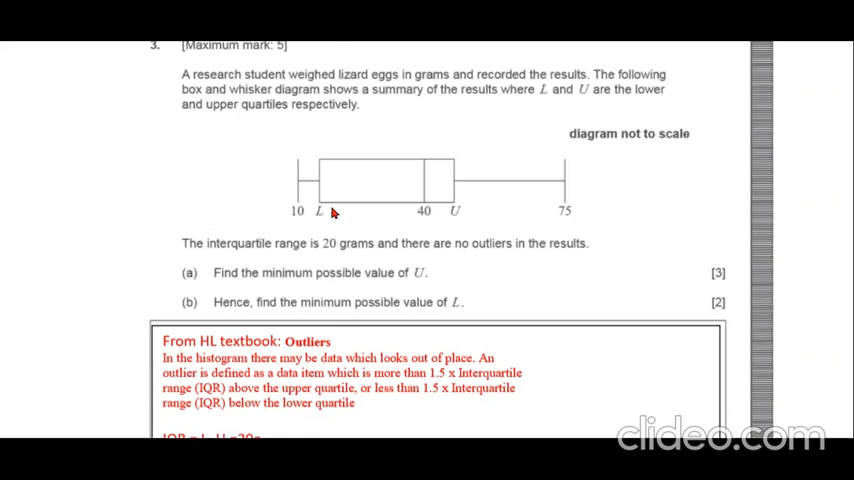 3. [Maximum mark: 5]
A research student weighed lizard eggs in grams and recorded the results. The following
box and whisker diagram shows a summary of the results where L and U are the lower
and upper quartiles respectively.
diagram not to scale
10 L 40 U 75
The interquartile range is 20 grams and there are no outliers in the results.
(a) Find the minimum possible value of U. [3]
(b) Hence, find the minimum possible value of L. [2]
From HL textbook: Outliers
In the histogram there may be data which looks out of place. An
outlier is defined as a data item which is more than 1.5 x Interquartile
range (IQR) above the upper quartile, or less than 1.5 x Interquartile
range (IQR) below the lower quartile
clideo.com